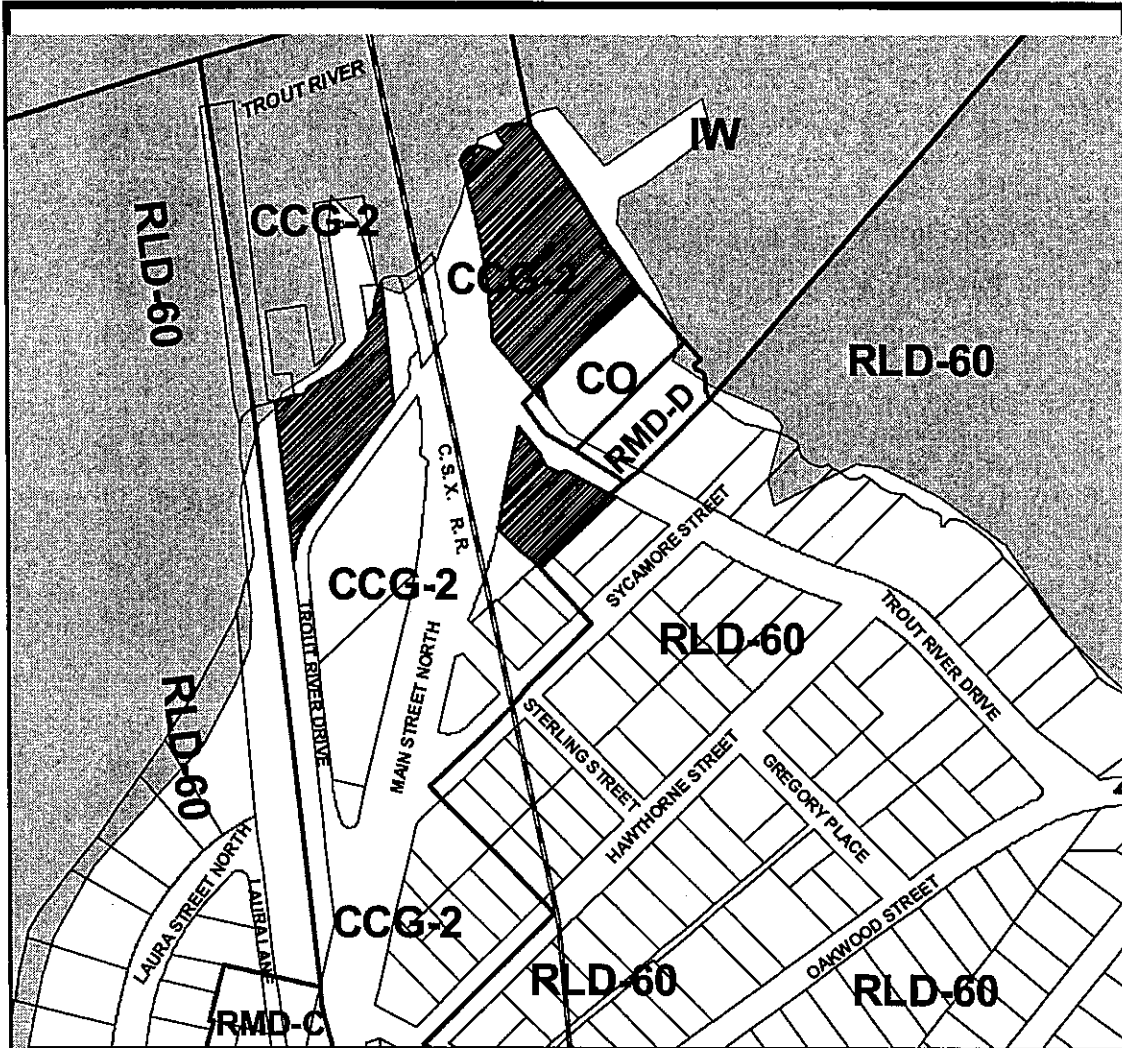 TROUT RIVER
IW
RLD-60
CCG-2
CCG-2
RLD-60
CO
RMD-D
C.S.X. R.R.
SYCAMORE STREET
CCG-2
TROUT RIVER DRIVE
RLD-60
TROUT RIVER DRIVE
MAIN STREET NORTH
RLD-60
STERLING STREET
HAWTHORNE STREET
GREGORY PLACE
LAURA STREET NORTH
LAURA LANE
CCG-2
OAKWOOD STREET
RLD-60
RLD-60
RMD-C